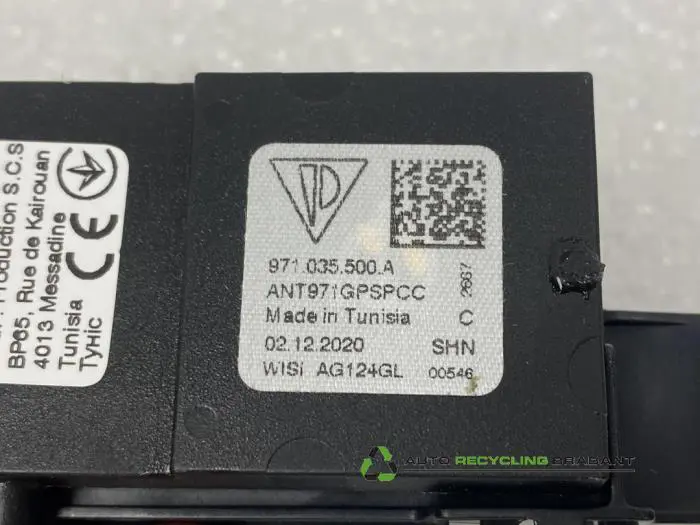 Production S.C.S
BP65, Rue de Kairouan
4013 Messadine
Tunisia
Туніс
CE
971.035.500.A
ANT971GPSPCC
2667
Made in Tunisia C
02.12.2020 SHN
WISI AG124GL 00546
AUTO RECYCLING BRABANT